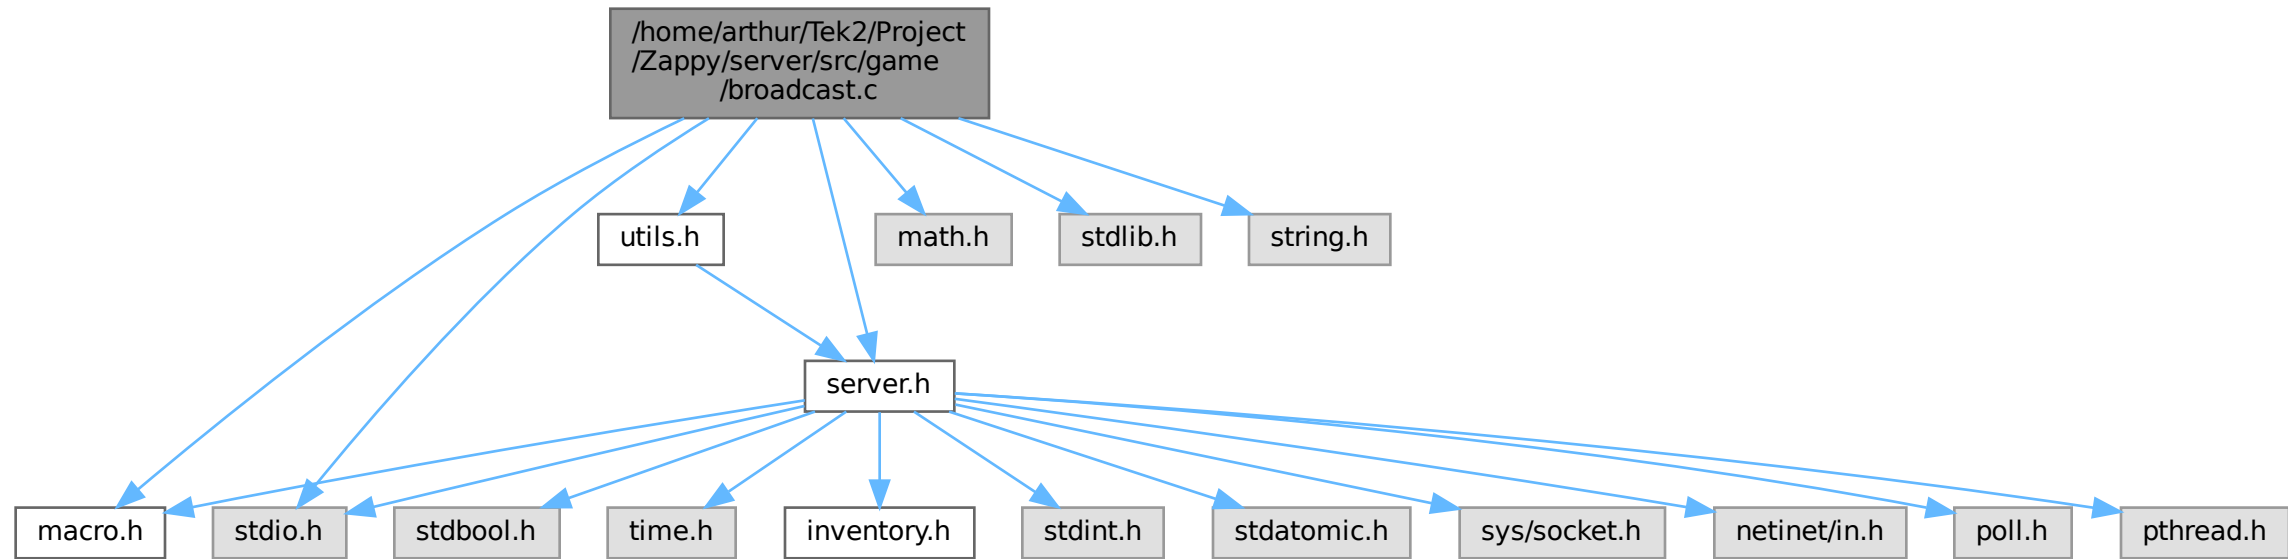 /home/arthur/Tek2/Project
/Zappy/server/src/game
/broadcast.c
utils.h
math.h
stdlib.h
string.h
server.h
macro.h
stdio.h
stdbool.h
time.h
inventory.h
stdint.h
stdatomic.h
sys/socket.h
netinet/in.h
poll.h
pthread.h